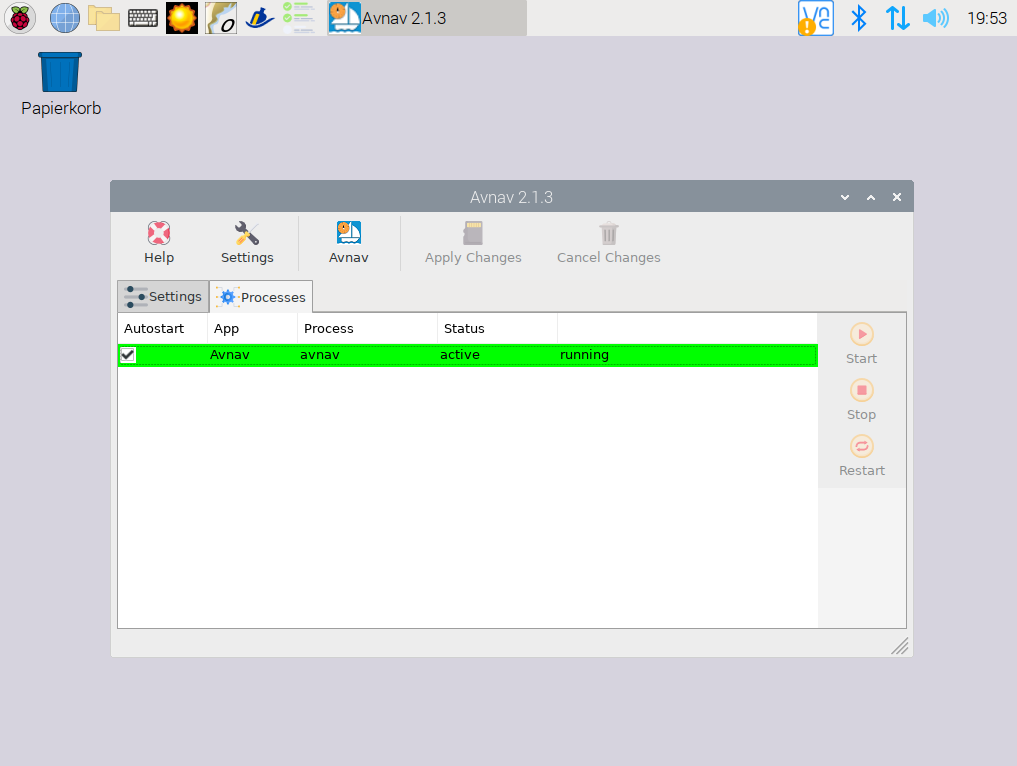 Avnav 2.1.3
19:53
Papierkorb
Avnav 2.1.3
Help Settings Avnav Apply Changes Cancel Changes
Settings Processes
Autostart App Process Status
Avnav avnav active running
Start
Stop
Restart